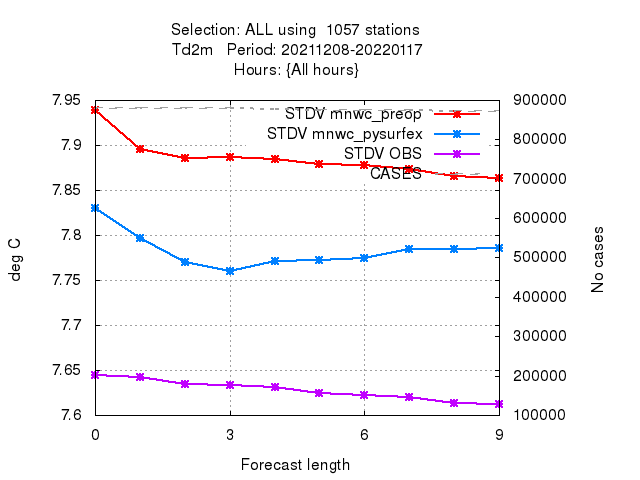 Selection: ALL using  1057 stations
Td2m   Period: 20211208-20220117
Hours: {All hours}
7.95
7.9
7.85
7.8
7.75
7.7
7.65
7.6
900000
800000
700000
600000
500000
400000
300000
200000
100000
STDV mnwc_preop
STDV mnwc_pysurfex
STDV OBS
CASES
deg C
No cases
0
3
6
9
Forecast length